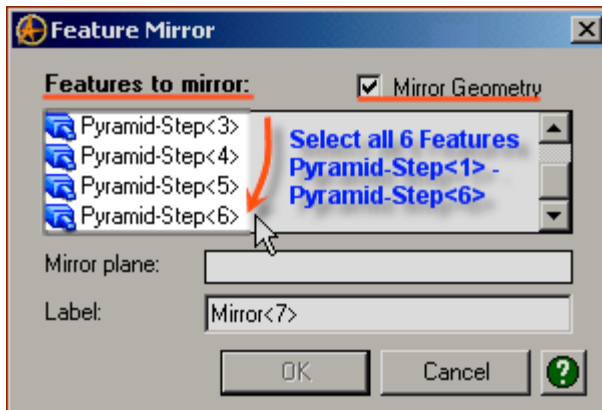 Feature Mirror
Features to mirror:
Mirror Geometry
Pyramid-Step<3>
Pyramid-Step<4>
Pyramid-Step<5>
Pyramid-Step<6>
Select all 6 Features
Pyramid-Step<1> -
Pyramid-Step<6>
Mirror plane:
Label:
Mirror<7>
OK
Cancel
?